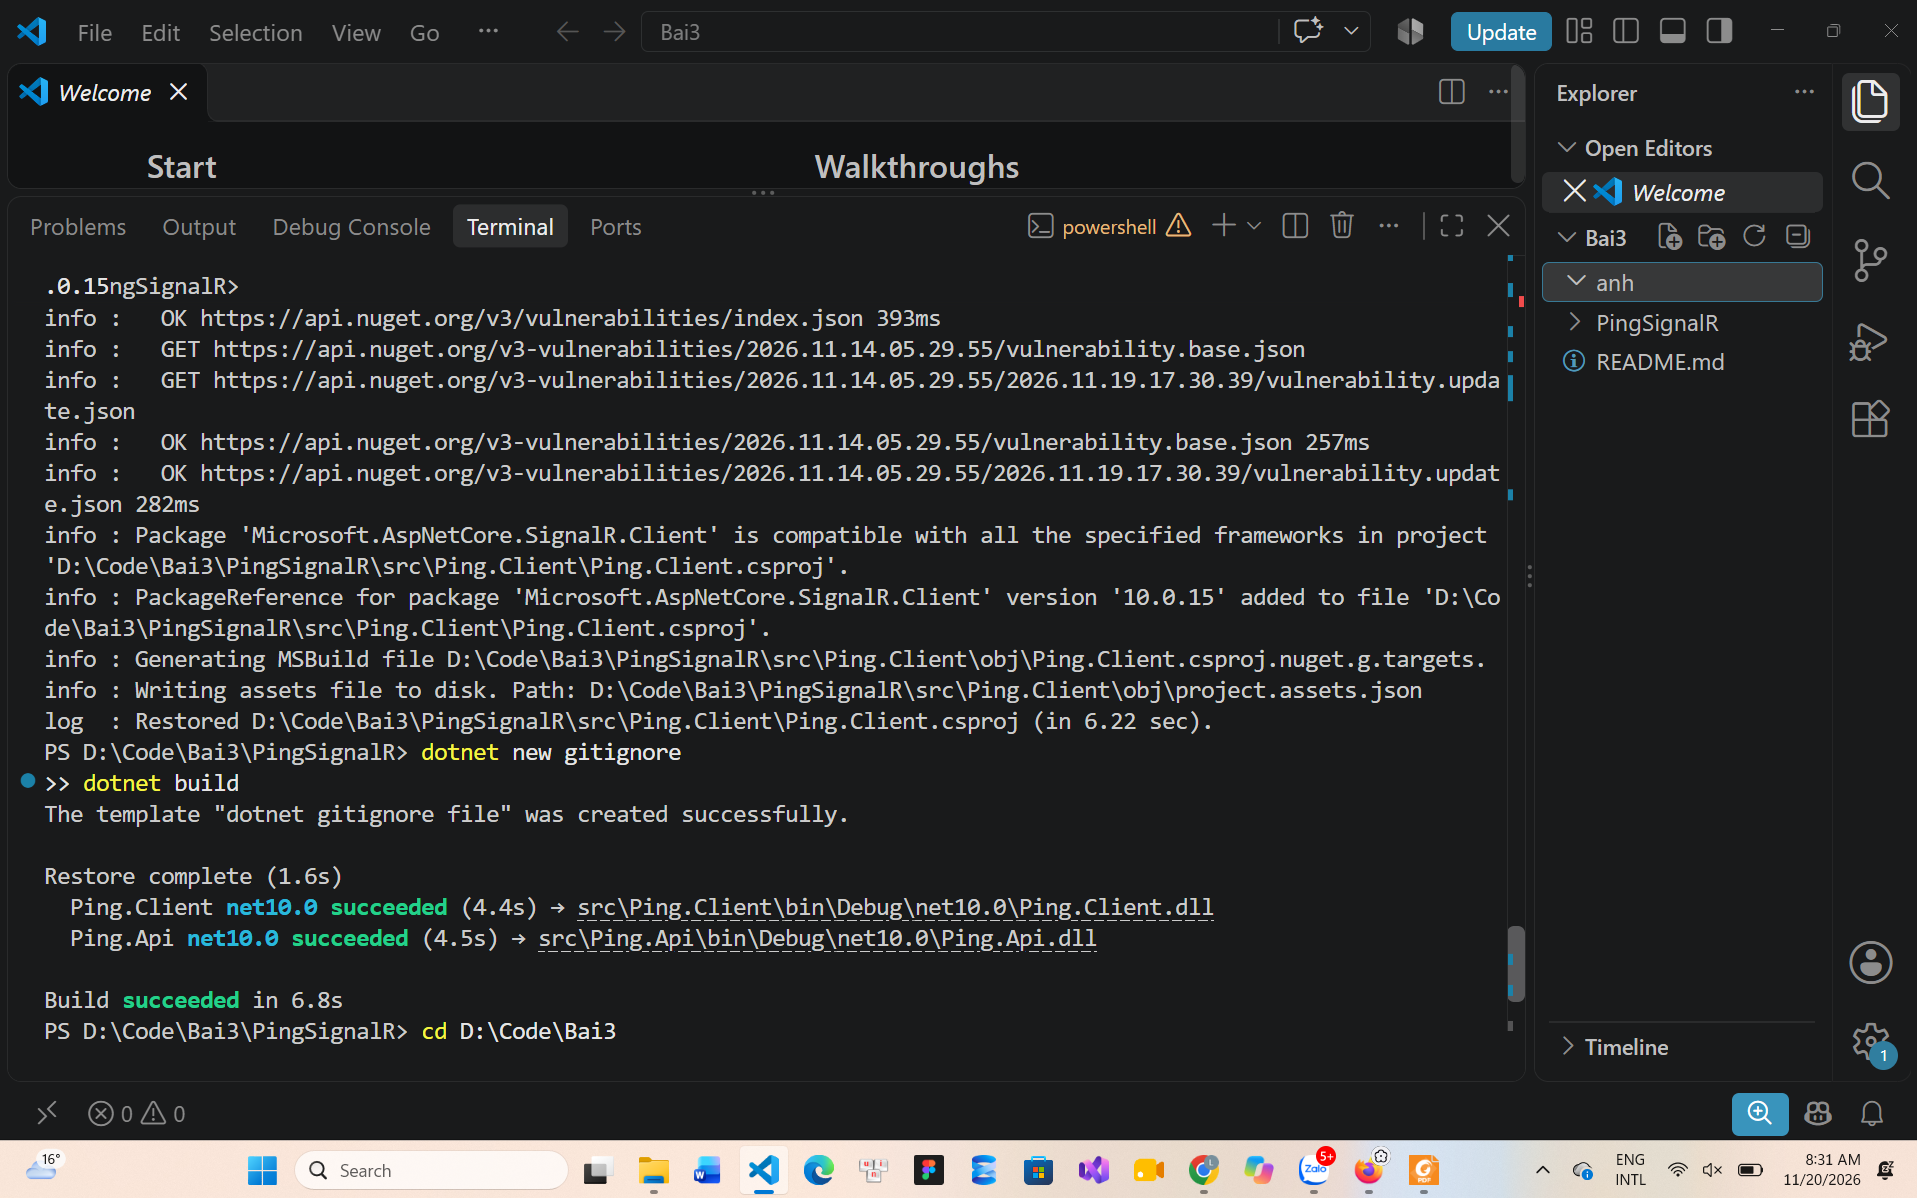 File Edit Selection View Go ··· Bai3 Update
Welcome
Start
Walkthroughs
Problems Output Debug Console Terminal Ports powershell
.0.15ngSignalR>
info :   OK https://api.nuget.org/v3/vulnerabilities/index.json 393ms
info :   GET https://api.nuget.org/v3-vulnerabilities/2026.11.14.05.29.55/vulnerability.base.json
info :   GET https://api.nuget.org/v3-vulnerabilities/2026.11.14.05.29.55/2026.11.19.17.30.39/vulnerability.upda
te.json
info :   OK https://api.nuget.org/v3-vulnerabilities/2026.11.14.05.29.55/vulnerability.base.json 257ms
info :   OK https://api.nuget.org/v3-vulnerabilities/2026.11.14.05.29.55/2026.11.19.17.30.39/vulnerability.updat
e.json 282ms
info : Package 'Microsoft.AspNetCore.SignalR.Client' is compatible with all the specified frameworks in project
'D:\Code\Bai3\PingSignalR\src\Ping.Client\Ping.Client.csproj'.
info : PackageReference for package 'Microsoft.AspNetCore.SignalR.Client' version '10.0.15' added to file 'D:\Co
de\Bai3\PingSignalR\src\Ping.Client\Ping.Client.csproj'.
info : Generating MSBuild file D:\Code\Bai3\PingSignalR\src\Ping.Client\obj\Ping.Client.csproj.nuget.g.targets.
info : Writing assets file to disk. Path: D:\Code\Bai3\PingSignalR\src\Ping.Client\obj\project.assets.json
log  : Restored D:\Code\Bai3\PingSignalR\src\Ping.Client\Ping.Client.csproj (in 6.22 sec).
PS D:\Code\Bai3\PingSignalR> dotnet new gitignore
>> dotnet build
The template "dotnet gitignore file" was created successfully.
Restore complete (1.6s)
Ping.Client net10.0 succeeded (4.4s) → src\Ping.Client\bin\Debug\net10.0\Ping.Client.dll
Ping.Api net10.0 succeeded (4.5s) → src\Ping.Api\bin\Debug\net10.0\Ping.Api.dll
Build succeeded in 6.8s
PS D:\Code\Bai3\PingSignalR> cd D:\Code\Bai3
Explorer
Open Editors
Welcome
Bai3
anh
PingSignalR
README.md
Timeline
1
0 0
16°
Search
Zalo
5+
PDF
ENG
INTL
8:31 AM
11/20/2026